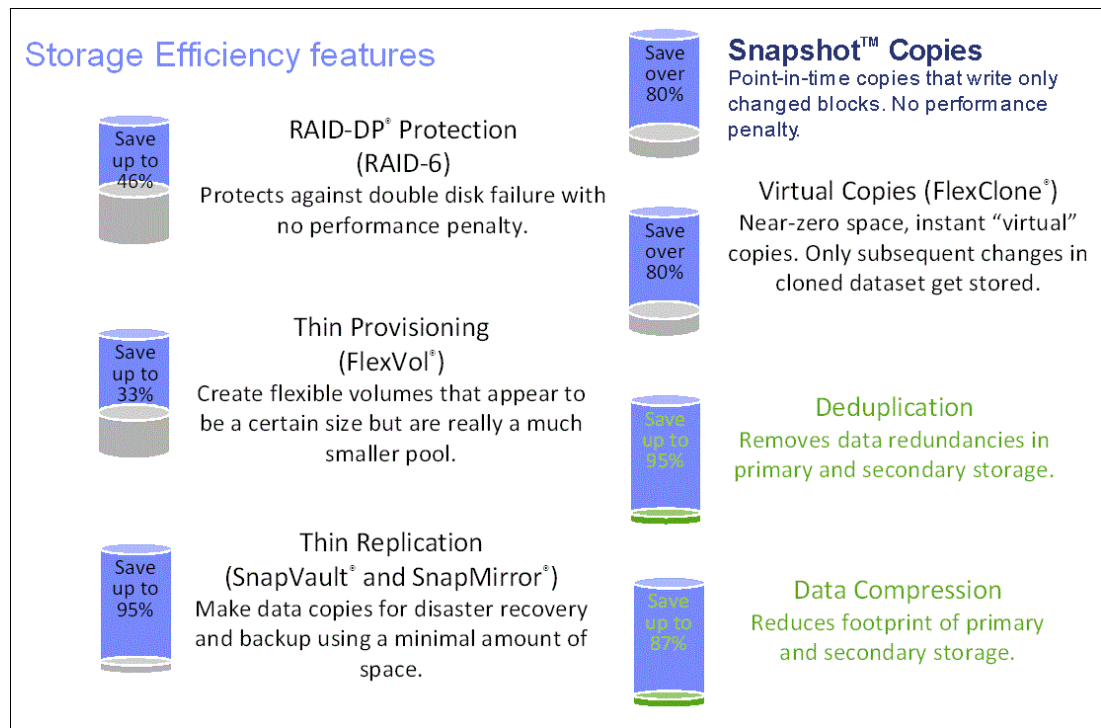 Storage Efficiency features
Save
up to
46%
RAID-DP® Protection
(RAID-6)
Protects against double disk failure with
no performance penalty.
Save
up to
33%
Thin Provisioning
(FlexVol®)
Create flexible volumes that appear to
be a certain size but are really a much
smaller pool.
Save
up to
95%
Thin Replication
(SnapVault® and SnapMirror®)
Make data copies for disaster recovery
and backup using a minimal amount of
space.
Save
over
80%
Snapshot™ Copies
Point-in-time copies that write only
changed blocks. No performance
penalty.
Save
over
80%
Virtual Copies (FlexClone®)
Near-zero space, instant “virtual”
copies. Only subsequent changes in
cloned dataset get stored.
Save
up to
95%
Deduplication
Removes data redundancies in
primary and secondary storage.
Save
up to
87%
Data Compression
Reduces footprint of primary
and secondary storage.